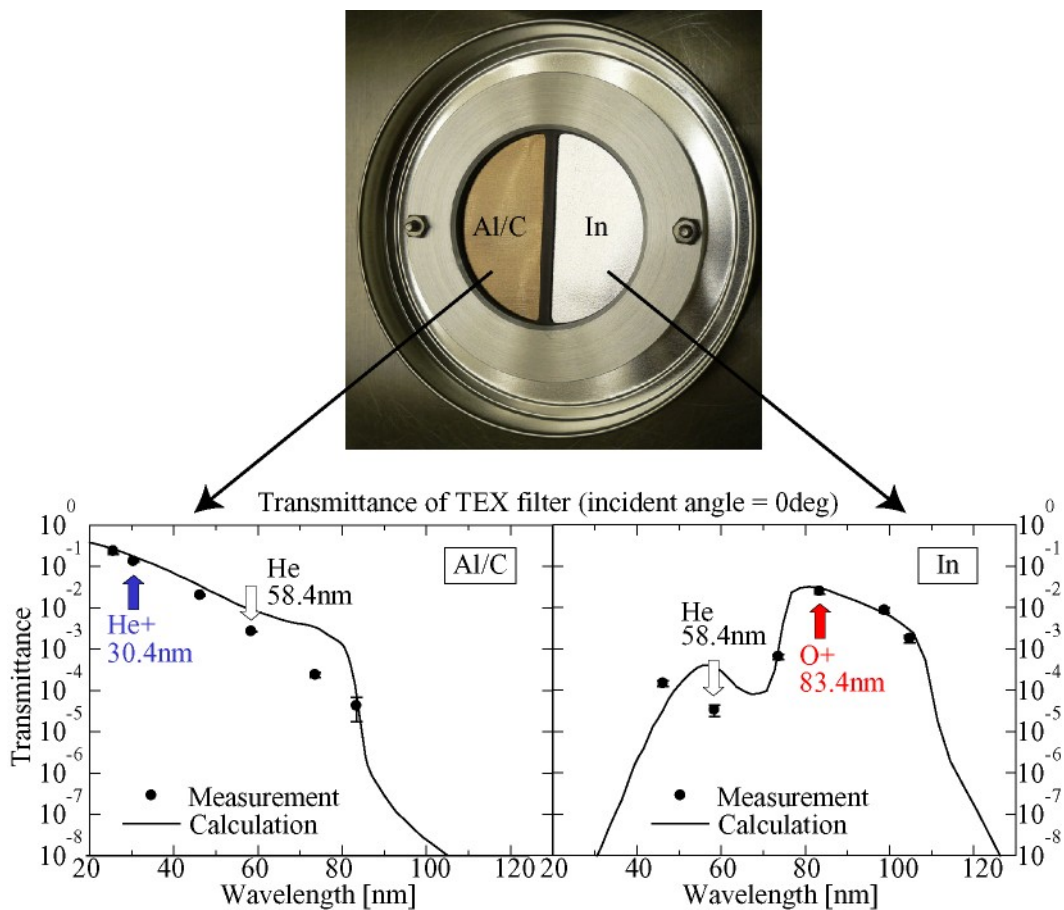 Al/C
In
Transmittance of TEX filter (incident angle = 0deg)
Transmittance
10^0
10^-1
10^-2
10^-3
10^-4
10^-5
10^-6
10^-7
10^-8
Al/C
He
58.4nm
He+
30.4nm
Measurement
Calculation
20 40 60 80 100 120
Wavelength [nm]
In
He
58.4nm
O+
83.4nm
Measurement
Calculation
20 40 60 80 100 120
Wavelength [nm]
10^0
10^-1
10^-2
10^-3
10^-4
10^-5
10^-6
10^-7
10^-8